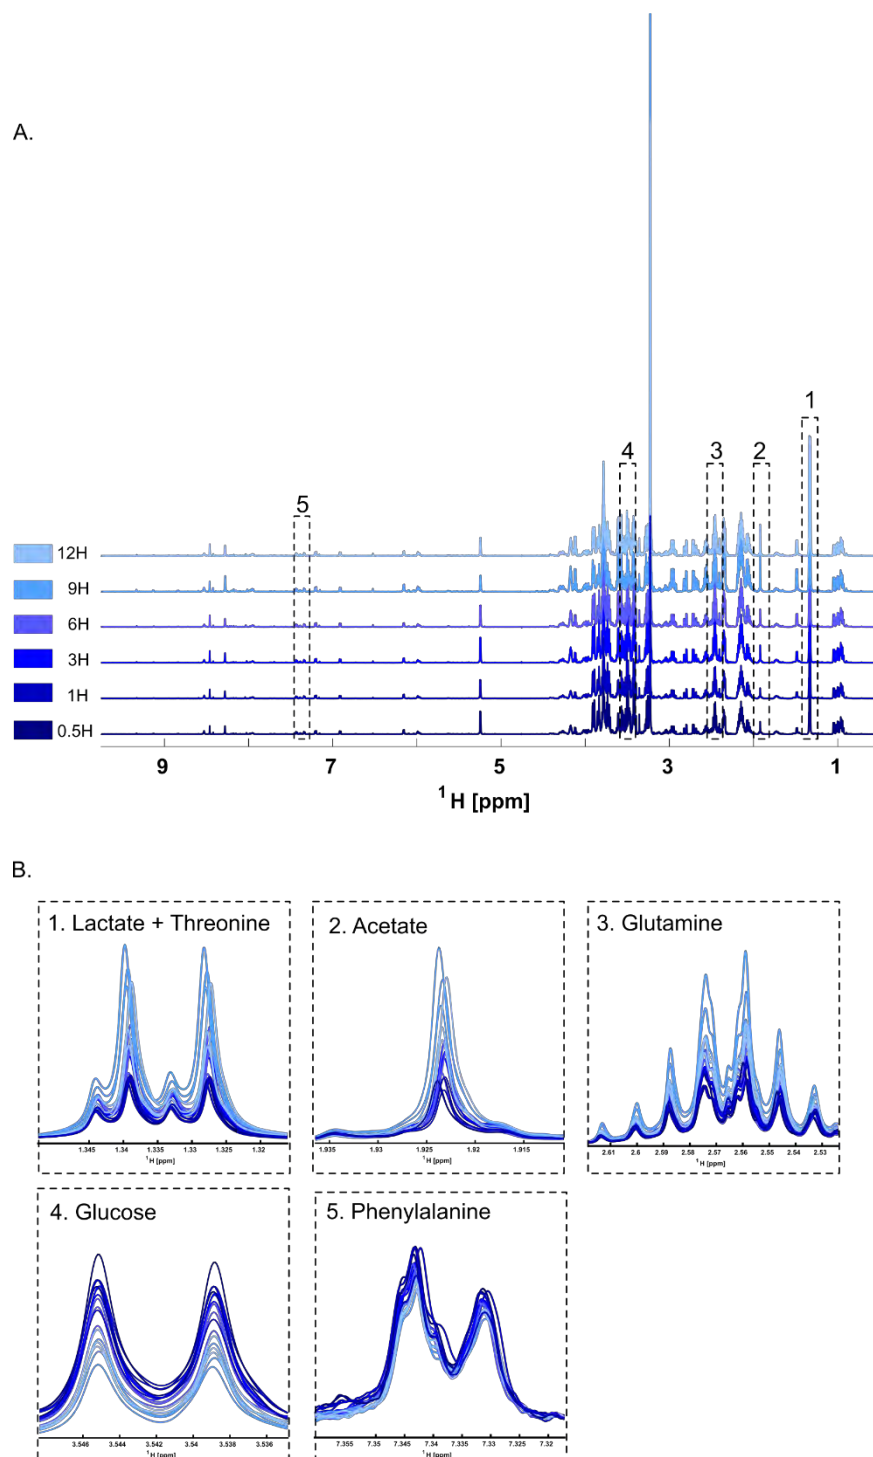 A.
1
4
3
2
5
12H
9H
6H
3H
1H
0.5H
9 7 5 3 1
¹H [ppm]
B.
1. Lactate + Threonine
2. Acetate
3. Glutamine
1.345 1.34 1.335 1.33 1.325 1.32
¹H [ppm]
1.935 1.93 1.925 1.92 1.915
¹H [ppm]
2.61 2.6 2.59 2.58 2.57 2.56 2.55 2.54 2.53
¹H [ppm]
4. Glucose
5. Phenylalanine
3.546 3.544 3.542 3.54 3.538 3.536
¹H [ppm]
7.355 7.35 7.345 7.34 7.335 7.33 7.325 7.32
¹H [ppm]